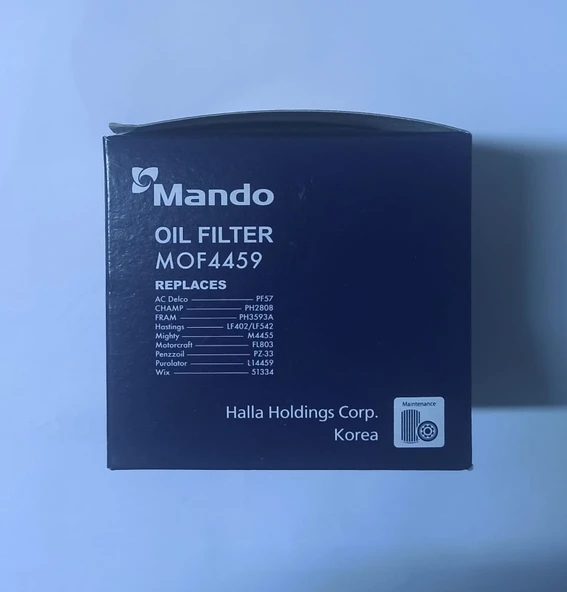 Mando
OIL FILTER
MOF4459
REPLACES
AC Delco PF57
CHAMP PH2808
FRAM PH3593A
Hastings LF402/LF542
Mighty M4455
Motorcraft FL803
Penzzoil PZ-33
Purolator L14459
Wix 51334
Halla Holdings Corp.
Korea
Maintenance